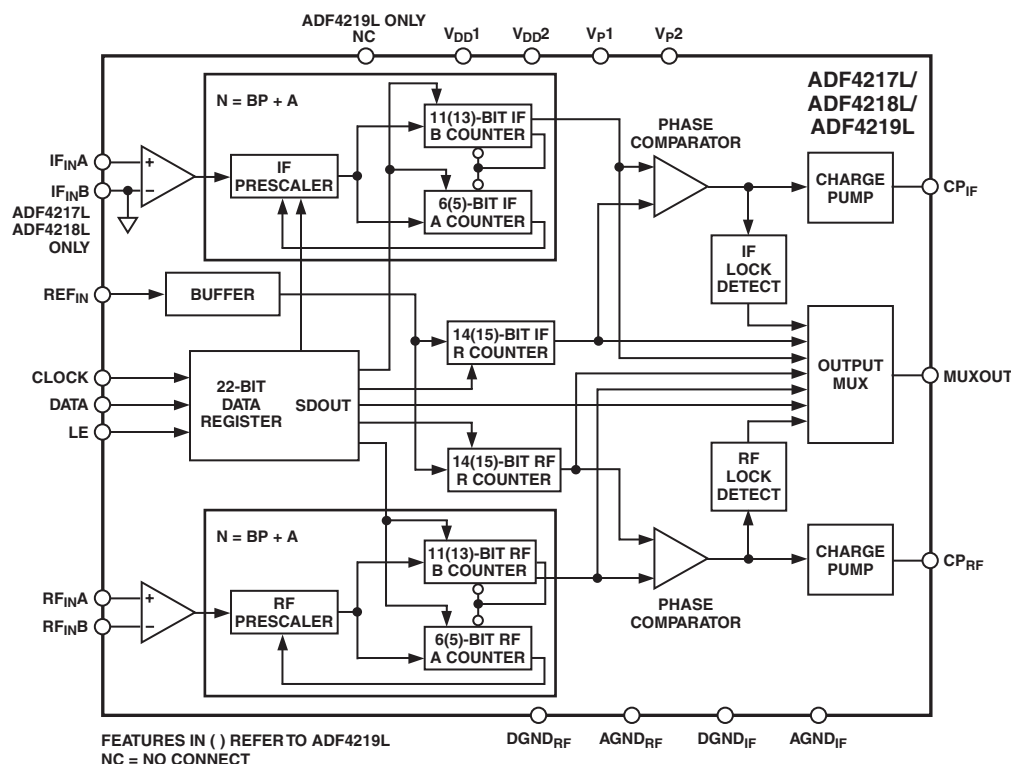 ADF4219L ONLY
NC
VDD1
VDD2
VP1
VP2
ADF4217L/
ADF4218L/
ADF4219L
N = BP + A
11(13)-BIT IF
B COUNTER
PHASE
COMPARATOR
IFINA
+
IFINB
–
IF
PRESCALER
CHARGE
PUMP
CPIF
ADF4217L
ADF4218L
ONLY
6(5)-BIT IF
A COUNTER
IF
LOCK
DETECT
REFIN
BUFFER
14(15)-BIT IF
R COUNTER
OUTPUT
MUX
MUXOUT
CLOCK
DATA
LE
22-BIT
DATA
REGISTER
SDOUT
14(15)-BIT RF
R COUNTER
RF
LOCK
DETECT
N = BP + A
11(13)-BIT RF
B COUNTER
CHARGE
PUMP
CPRF
RFINA
+
RFINB
–
RF
PRESCALER
PHASE
COMPARATOR
6(5)-BIT RF
A COUNTER
DGNDRF
AGNDRF
DGNDIF
AGNDIF
FEATURES IN ( ) REFER TO ADF4219L
NC = NO CONNECT